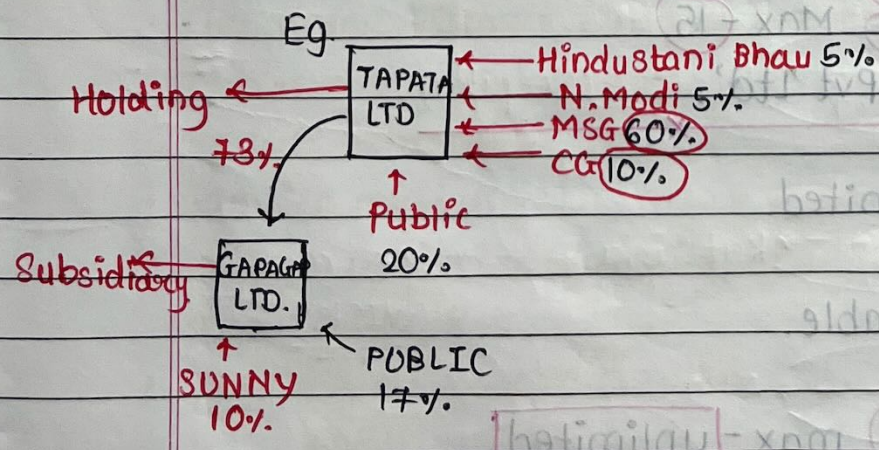 Eg.
TAPATA
LTD
Hindustani Bhau 5%
N.Modi 5%
MSG 60%
CG 10%
Holding
73%
Public
20%
Subsidiary
GAPAGAP
LTD.
SUNNY
10%
PUBLIC
17%